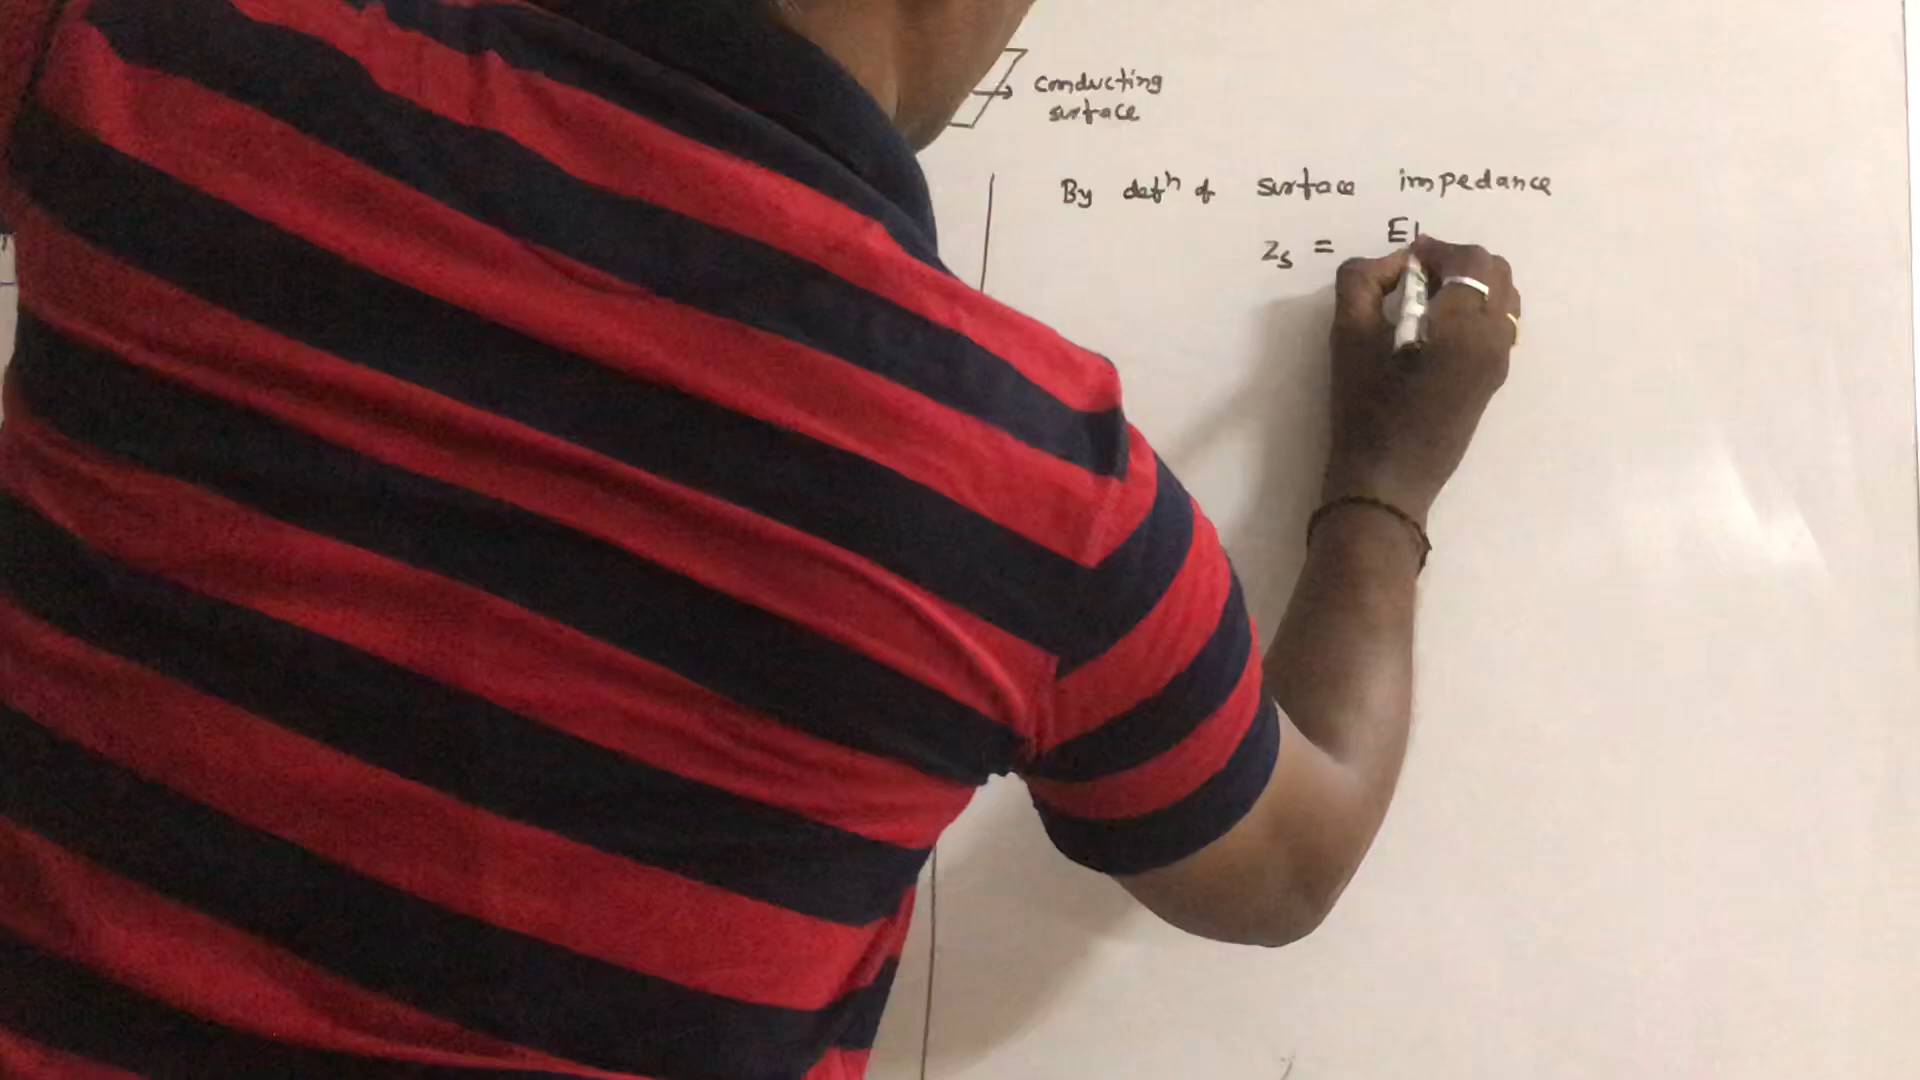 conducting
surface
By defⁿ of surface impedance
Zs =
E